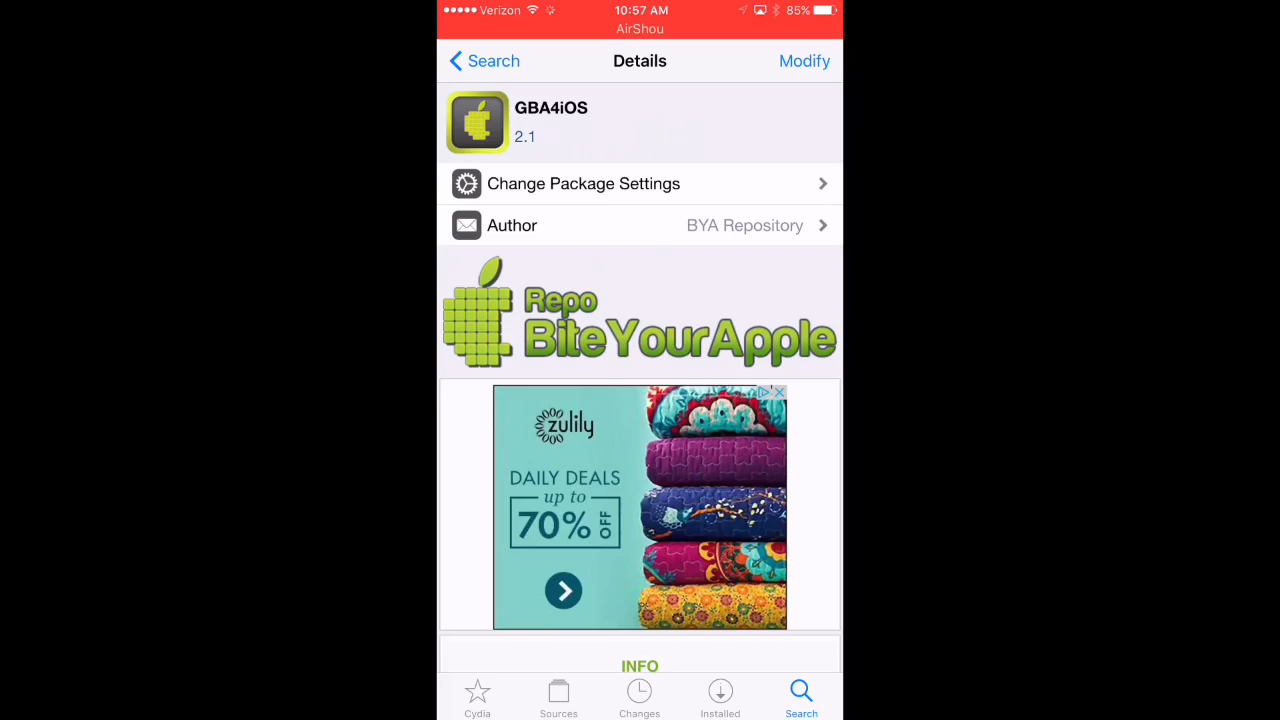 Verizon 10:57 AM 85%
AirShou
Search Details Modify
GBA4iOS
2.1
Change Package Settings
Author BYA Repository
Repo
BiteYourApple
zulily
DAILY DEALS
up to
70% OFF
INFO
Cydia Sources Changes Installed Search